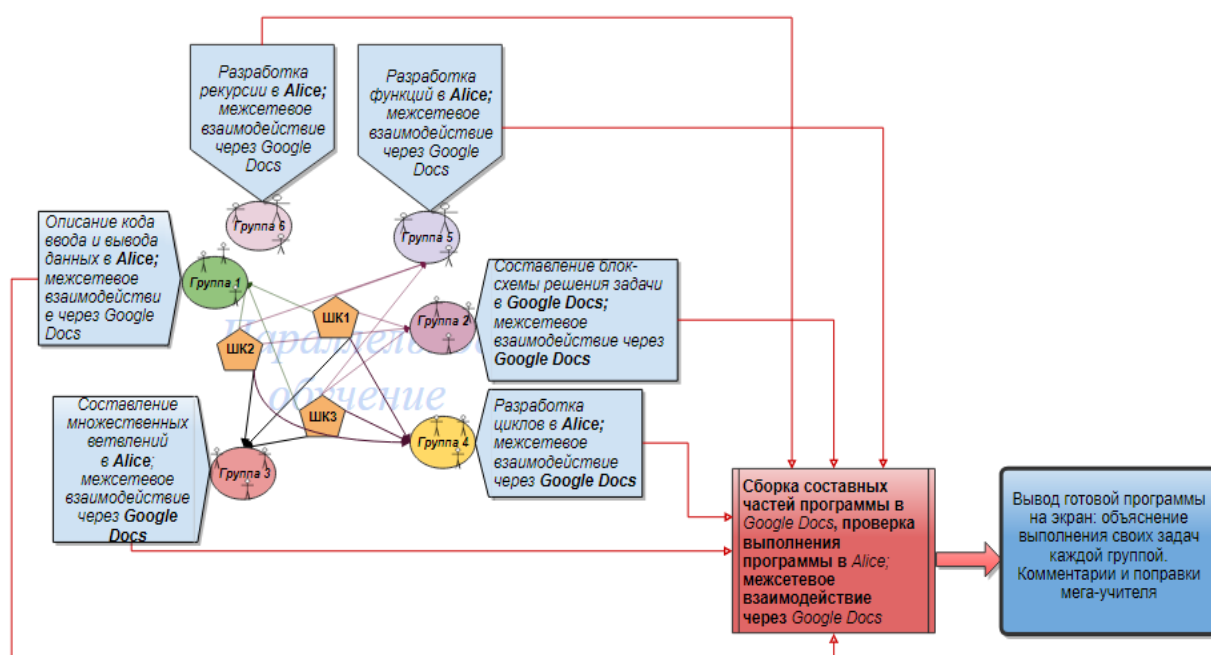 Разработка
рекурсии в Alice;
межсетевое
взаимодействие
через Google
Docs
Разработка
функций в Alice;
межсетевое
взаимодействие
через Google
Docs
Группа 6
Группа 5
Описание кода
ввода и вывода
данных в Alice;
межсетевое
взаимодействи
е через Google
Docs
Группа 1
Составление блок-
схемы решения задачи
в Google Docs;
межсетевое
взаимодействие через
Google Docs
Группа 2
ШК1
ШК2
ШК3
обучение
Составление
множественных
ветвлений
в Alice;
межсетевое
взаимодействие
через Google
Docs
Группа 3
Группа 4
Разработка
циклов в Alice;
межсетевое
взаимодействие
через Google Docs
Сборка составных
частей программы в
Google Docs, проверка
выполнения
программы в Alice;
межсетевое
взаимодействие
через Google Docs
Вывод готовой программы
на экран: объяснение
выполнения своих задач
каждой группой.
Комментарии и поправки
мега-учителя